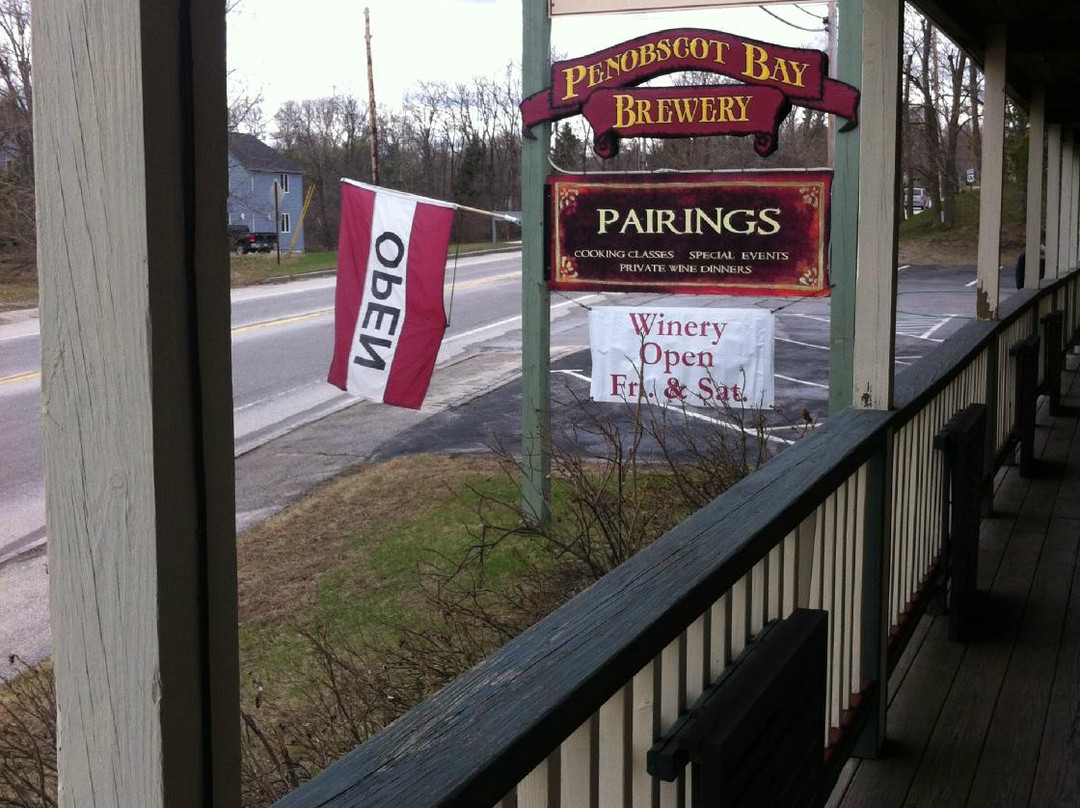 PENOBSCOT BAY
BREWERY
PAIRINGS
COOKING CLASSES SPECIAL EVENTS
PRIVATE WINE DINNERS
Winery
Open
Fri. & Sat.
OPEN